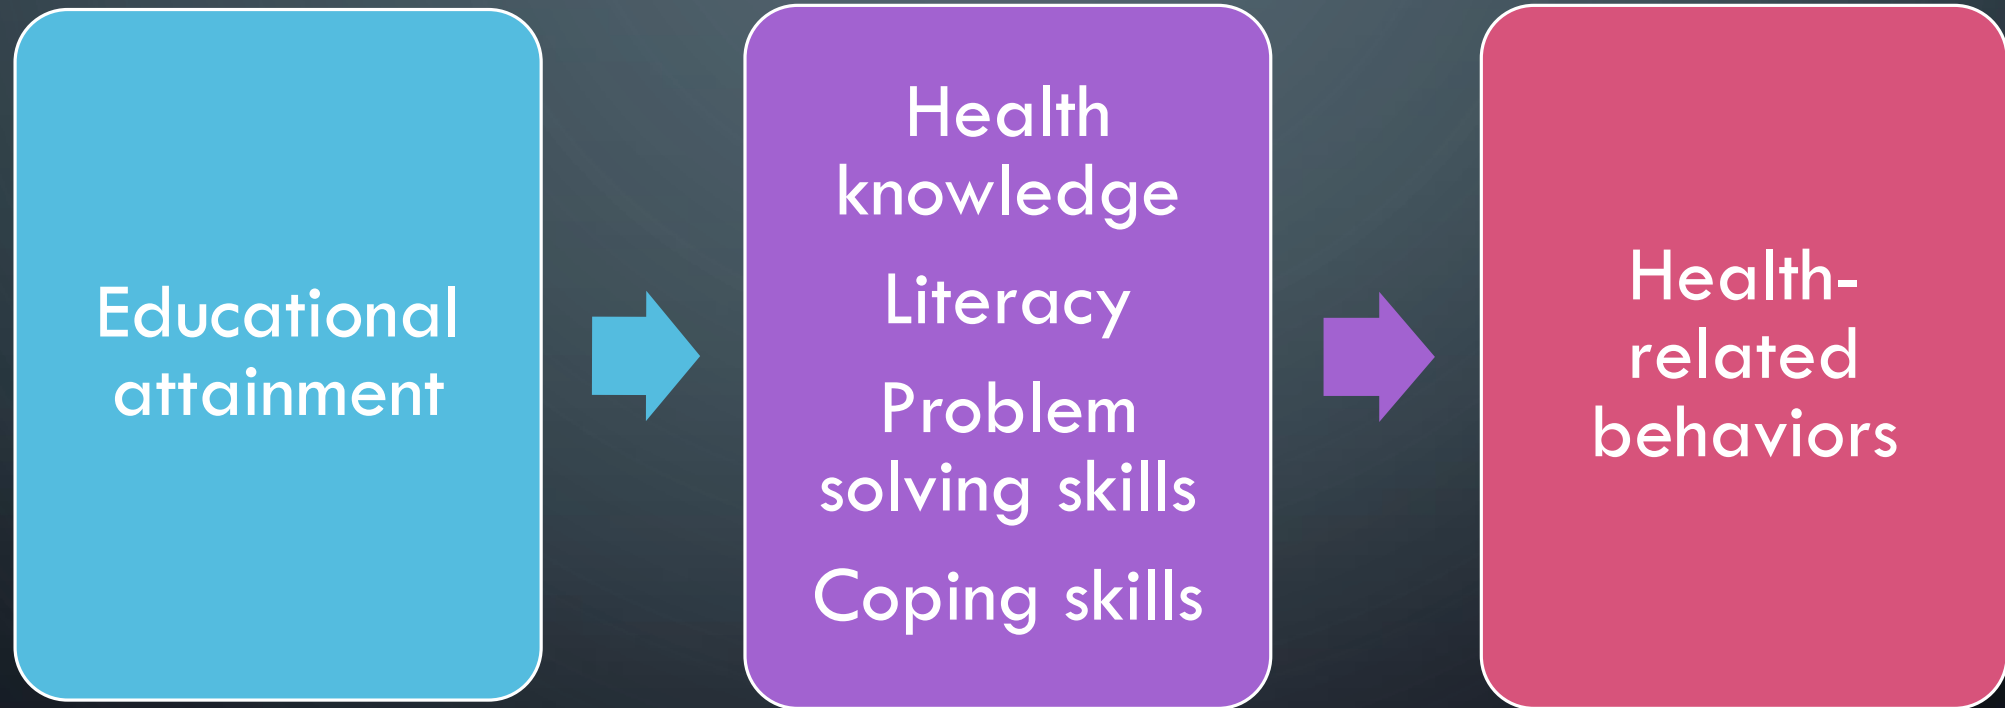 Educational
attainment
Health
knowledge
Literacy
Problem
solving skills
Coping skills
Health-
related
behaviors